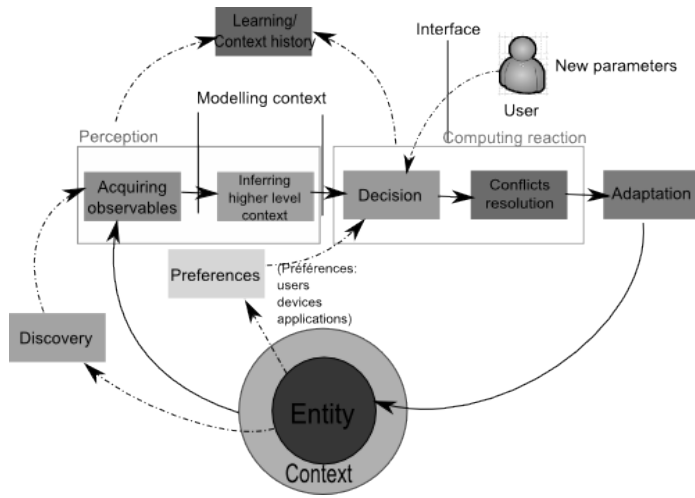 Learning/
Context history
Interface
New parameters
User
Modelling context
Perception
Computing reaction
Acquiring
observables
Inferring
higher level
context
Decision
Conflicts
resolution
Adaptation
Preferences
(Préférences:
users
devices
applications)
Discovery
Entity
Context